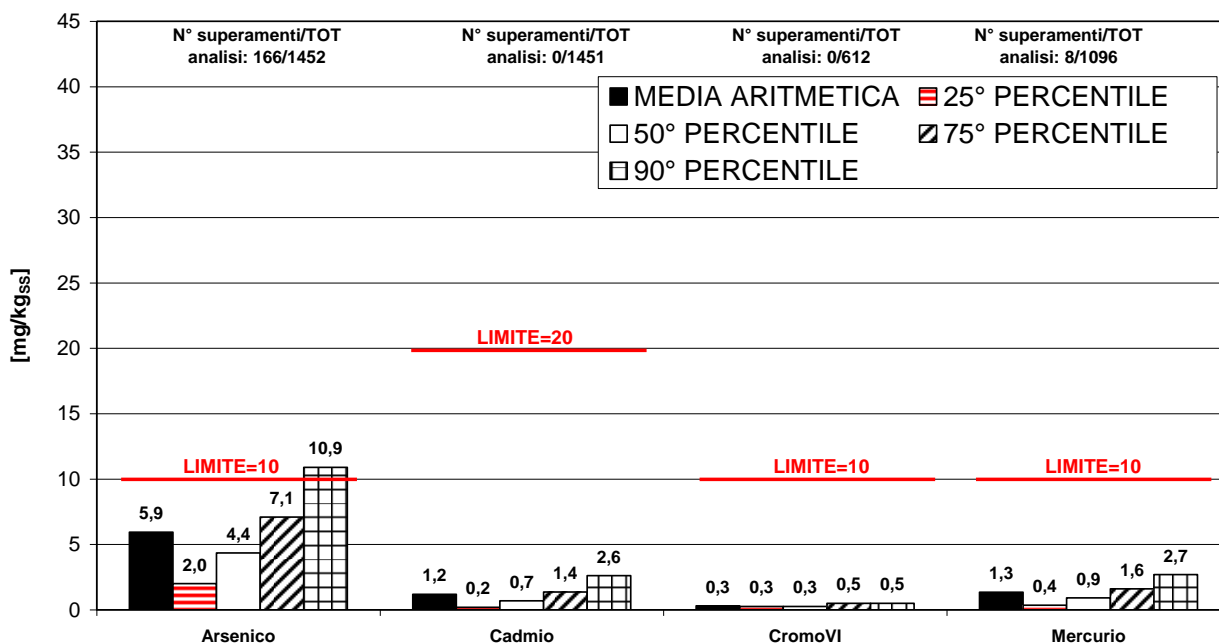 N° superamenti/TOT
analisi: 166/1452
N° superamenti/TOT
analisi: 0/1451
N° superamenti/TOT
analisi: 0/612
N° superamenti/TOT
analisi: 8/1096
MEDIA ARITMETICA
25° PERCENTILE
50° PERCENTILE
75° PERCENTILE
90° PERCENTILE
[mg/kgSS]
45
40
35
30
25
20
15
10
5
0
LIMITE=10
LIMITE=20
LIMITE=10
LIMITE=10
5,9
2,0
4,4
7,1
10,9
1,2
0,2
0,7
1,4
2,6
0,3
0,3
0,3
0,5
0,5
1,3
0,4
0,9
1,6
2,7
Arsenico
Cadmio
CromoVI
Mercurio